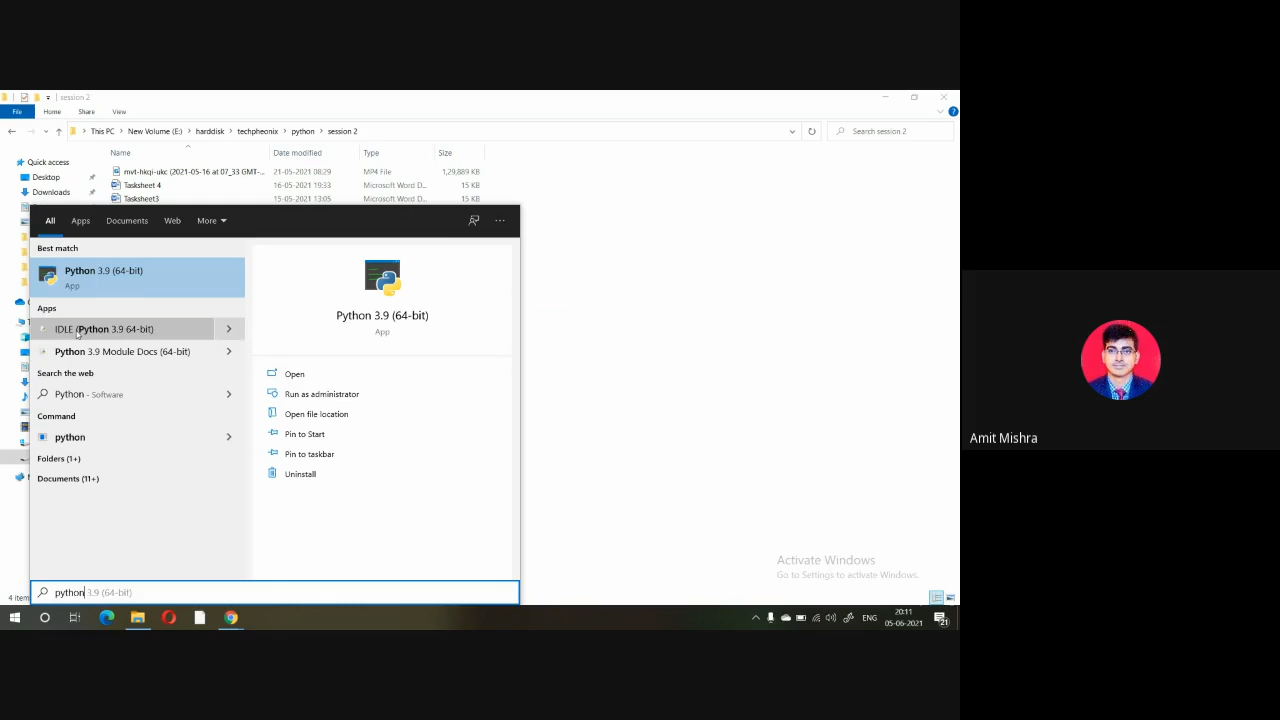 session 2
File Home Share View
This PC New Volume (E:) harddisk techpheonix python session 2
Search session 2
Name Date modified Type Size
Quick access
Desktop
Downloads
mvt-hkqi-ukc (2021-05-16 at 07_33 GMT-... 21-05-2021 08:29 MP4 File 1,29,889 KB
Tasksheet 4 16-05-2021 19:33 Microsoft Word D... 15 KB
Tasksheet3 15-05-2021 13:05 Microsoft Word D... 15 KB
All Apps Documents Web More
Best match
Python 3.9 (64-bit)
App
Apps
IDLE (Python 3.9 64-bit)
Python 3.9 Module Docs (64-bit)
Search the web
Python - Software
Command
python
Folders (1+)
Documents (11+)
Python 3.9 (64-bit)
App
Open
Run as administrator
Open file location
Pin to Start
Pin to taskbar
Uninstall
python 3.9 (64-bit)
4 item
Activate Windows
Go to Settings to activate Windows.
ENG
20:11
05-06-2021
21
Amit Mishra